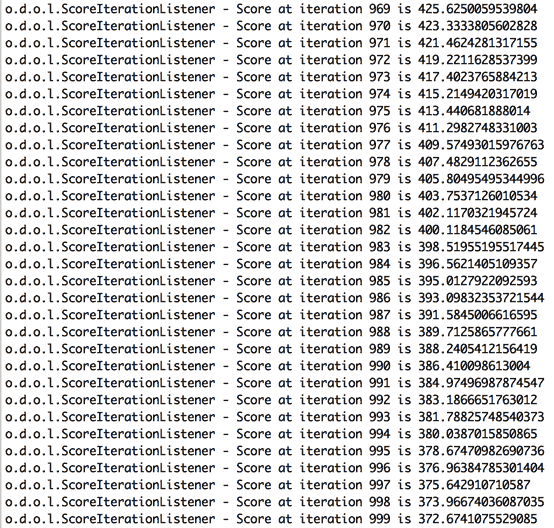 o.d.o.l.ScoreIterationListener - Score at iteration 969 is 425.6250059539804
o.d.o.l.ScoreIterationListener - Score at iteration 970 is 423.3333805602828
o.d.o.l.ScoreIterationListener - Score at iteration 971 is 421.4624281317155
o.d.o.l.ScoreIterationListener - Score at iteration 972 is 419.2211628537399
o.d.o.l.ScoreIterationListener - Score at iteration 973 is 417.4023765884213
o.d.o.l.ScoreIterationListener - Score at iteration 974 is 415.2149420317019
o.d.o.l.ScoreIterationListener - Score at iteration 975 is 413.440681888014
o.d.o.l.ScoreIterationListener - Score at iteration 976 is 411.2982748331003
o.d.o.l.ScoreIterationListener - Score at iteration 977 is 409.57493015976763
o.d.o.l.ScoreIterationListener - Score at iteration 978 is 407.4829112362655
o.d.o.l.ScoreIterationListener - Score at iteration 979 is 405.80495495344996
o.d.o.l.ScoreIterationListener - Score at iteration 980 is 403.7537126010534
o.d.o.l.ScoreIterationListener - Score at iteration 981 is 402.1170321945724
o.d.o.l.ScoreIterationListener - Score at iteration 982 is 400.1184546085061
o.d.o.l.ScoreIterationListener - Score at iteration 983 is 398.51955195517445
o.d.o.l.ScoreIterationListener - Score at iteration 984 is 396.5621405109357
o.d.o.l.ScoreIterationListener - Score at iteration 985 is 395.0127922092593
o.d.o.l.ScoreIterationListener - Score at iteration 986 is 393.09832353721544
o.d.o.l.ScoreIterationListener - Score at iteration 987 is 391.5845006616595
o.d.o.l.ScoreIterationListener - Score at iteration 988 is 389.7125865777661
o.d.o.l.ScoreIterationListener - Score at iteration 989 is 388.2405412156419
o.d.o.l.ScoreIterationListener - Score at iteration 990 is 386.410098613004
o.d.o.l.ScoreIterationListener - Score at iteration 991 is 384.97496987874547
o.d.o.l.ScoreIterationListener - Score at iteration 992 is 383.1866651763012
o.d.o.l.ScoreIterationListener - Score at iteration 993 is 381.78825748540373
o.d.o.l.ScoreIterationListener - Score at iteration 994 is 380.0387015850865
o.d.o.l.ScoreIterationListener - Score at iteration 995 is 378.67470982690736
o.d.o.l.ScoreIterationListener - Score at iteration 996 is 376.96384785301404
o.d.o.l.ScoreIterationListener - Score at iteration 997 is 375.642910710587
o.d.o.l.ScoreIterationListener - Score at iteration 998 is 373.96674036087035
o.d.o.l.ScoreIterationListener - Score at iteration 999 is 372.6741075529085